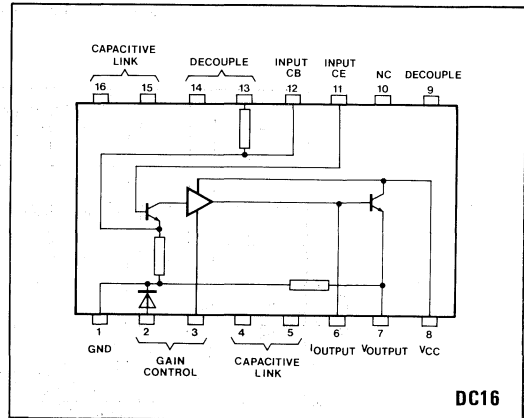 CAPACITIVE LINK
DECOUPLE
INPUT CB
INPUT CE
NC
DECOUPLE
16 15 14 13 12 11 10 9
1 2 3 4 5 6 7 8
GND
GAIN CONTROL
CAPACITIVE LINK
IOUTPUT
VOUTPUT
VCC
DC16